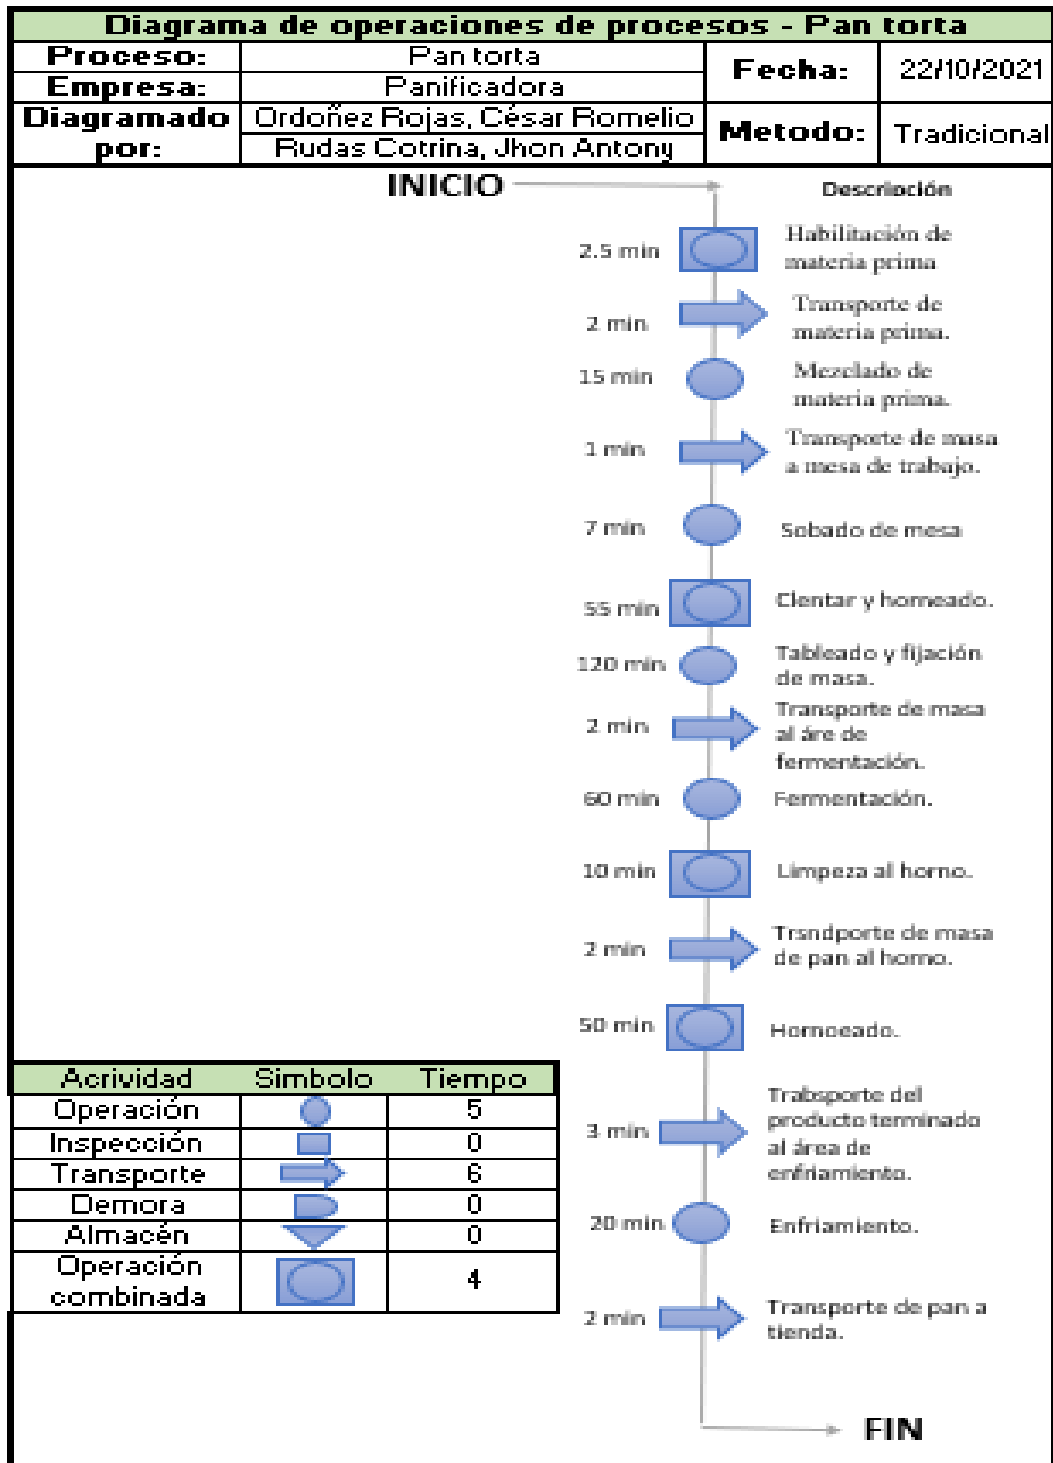 Diagrama de operaciones de procesos - Pan torta
Proceso: Pan torta
Empresa: Panificadora
Fecha: 22/10/2021
Diagramado por: Ordoñez Rojas, César Romelio
Rudas Cotrina, Jhon Antony
Metodo: Tradicional
INICIO
Descripción
2.5 min Habilitación de
materia prima
2 min Transporte de
materia prima.
15 min Mezclado de
materia prima.
1 min Transporte de masa
a mesa de trabajo.
7 min Sobado de mesa
55 min Clentar y horneado.
120 min Tableado y fijación
de masa.
2 min Transporte de masa
al áre de
fermentación.
60 min Fermentación.
10 min Limpeza al horno.
2 min Trsndporte de masa
de pan al horno.
50 min Hornoeado.
3 min Trabsporte del
producto terminado
al área de
enfriamiento.
20 min Enfriamiento.
2 min Transporte de pan a
tienda.
FIN
Acrividad Simbolo Tiempo
Operación 5
Inspección 0
Transporte 6
Demora 0
Almacén 0
Operación
combinada 4